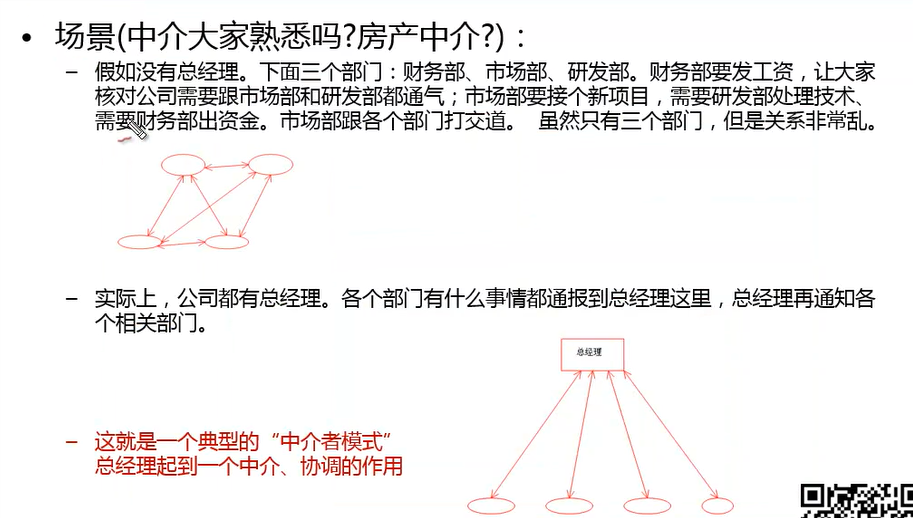 • 场景(中介大家熟悉吗?房产中介?)：
– 假如没有总经理。下面三个部门：财务部、市场部、研发部。财务部要发工资，让大家
核对公司需要跟市场部和研发部都通气；市场部要接个新项目，需要研发部处理技术、
需要财务部出资金。市场部跟各个部门打交道。 虽然只有三个部门，但是关系非常乱。
– 实际上，公司都有总经理。各个部门有什么事情都通报到总经理这里，总经理再通知各
个相关部门。
总经理
– 这就是一个典型的“中介者模式”
总经理起到一个中介、协调的作用